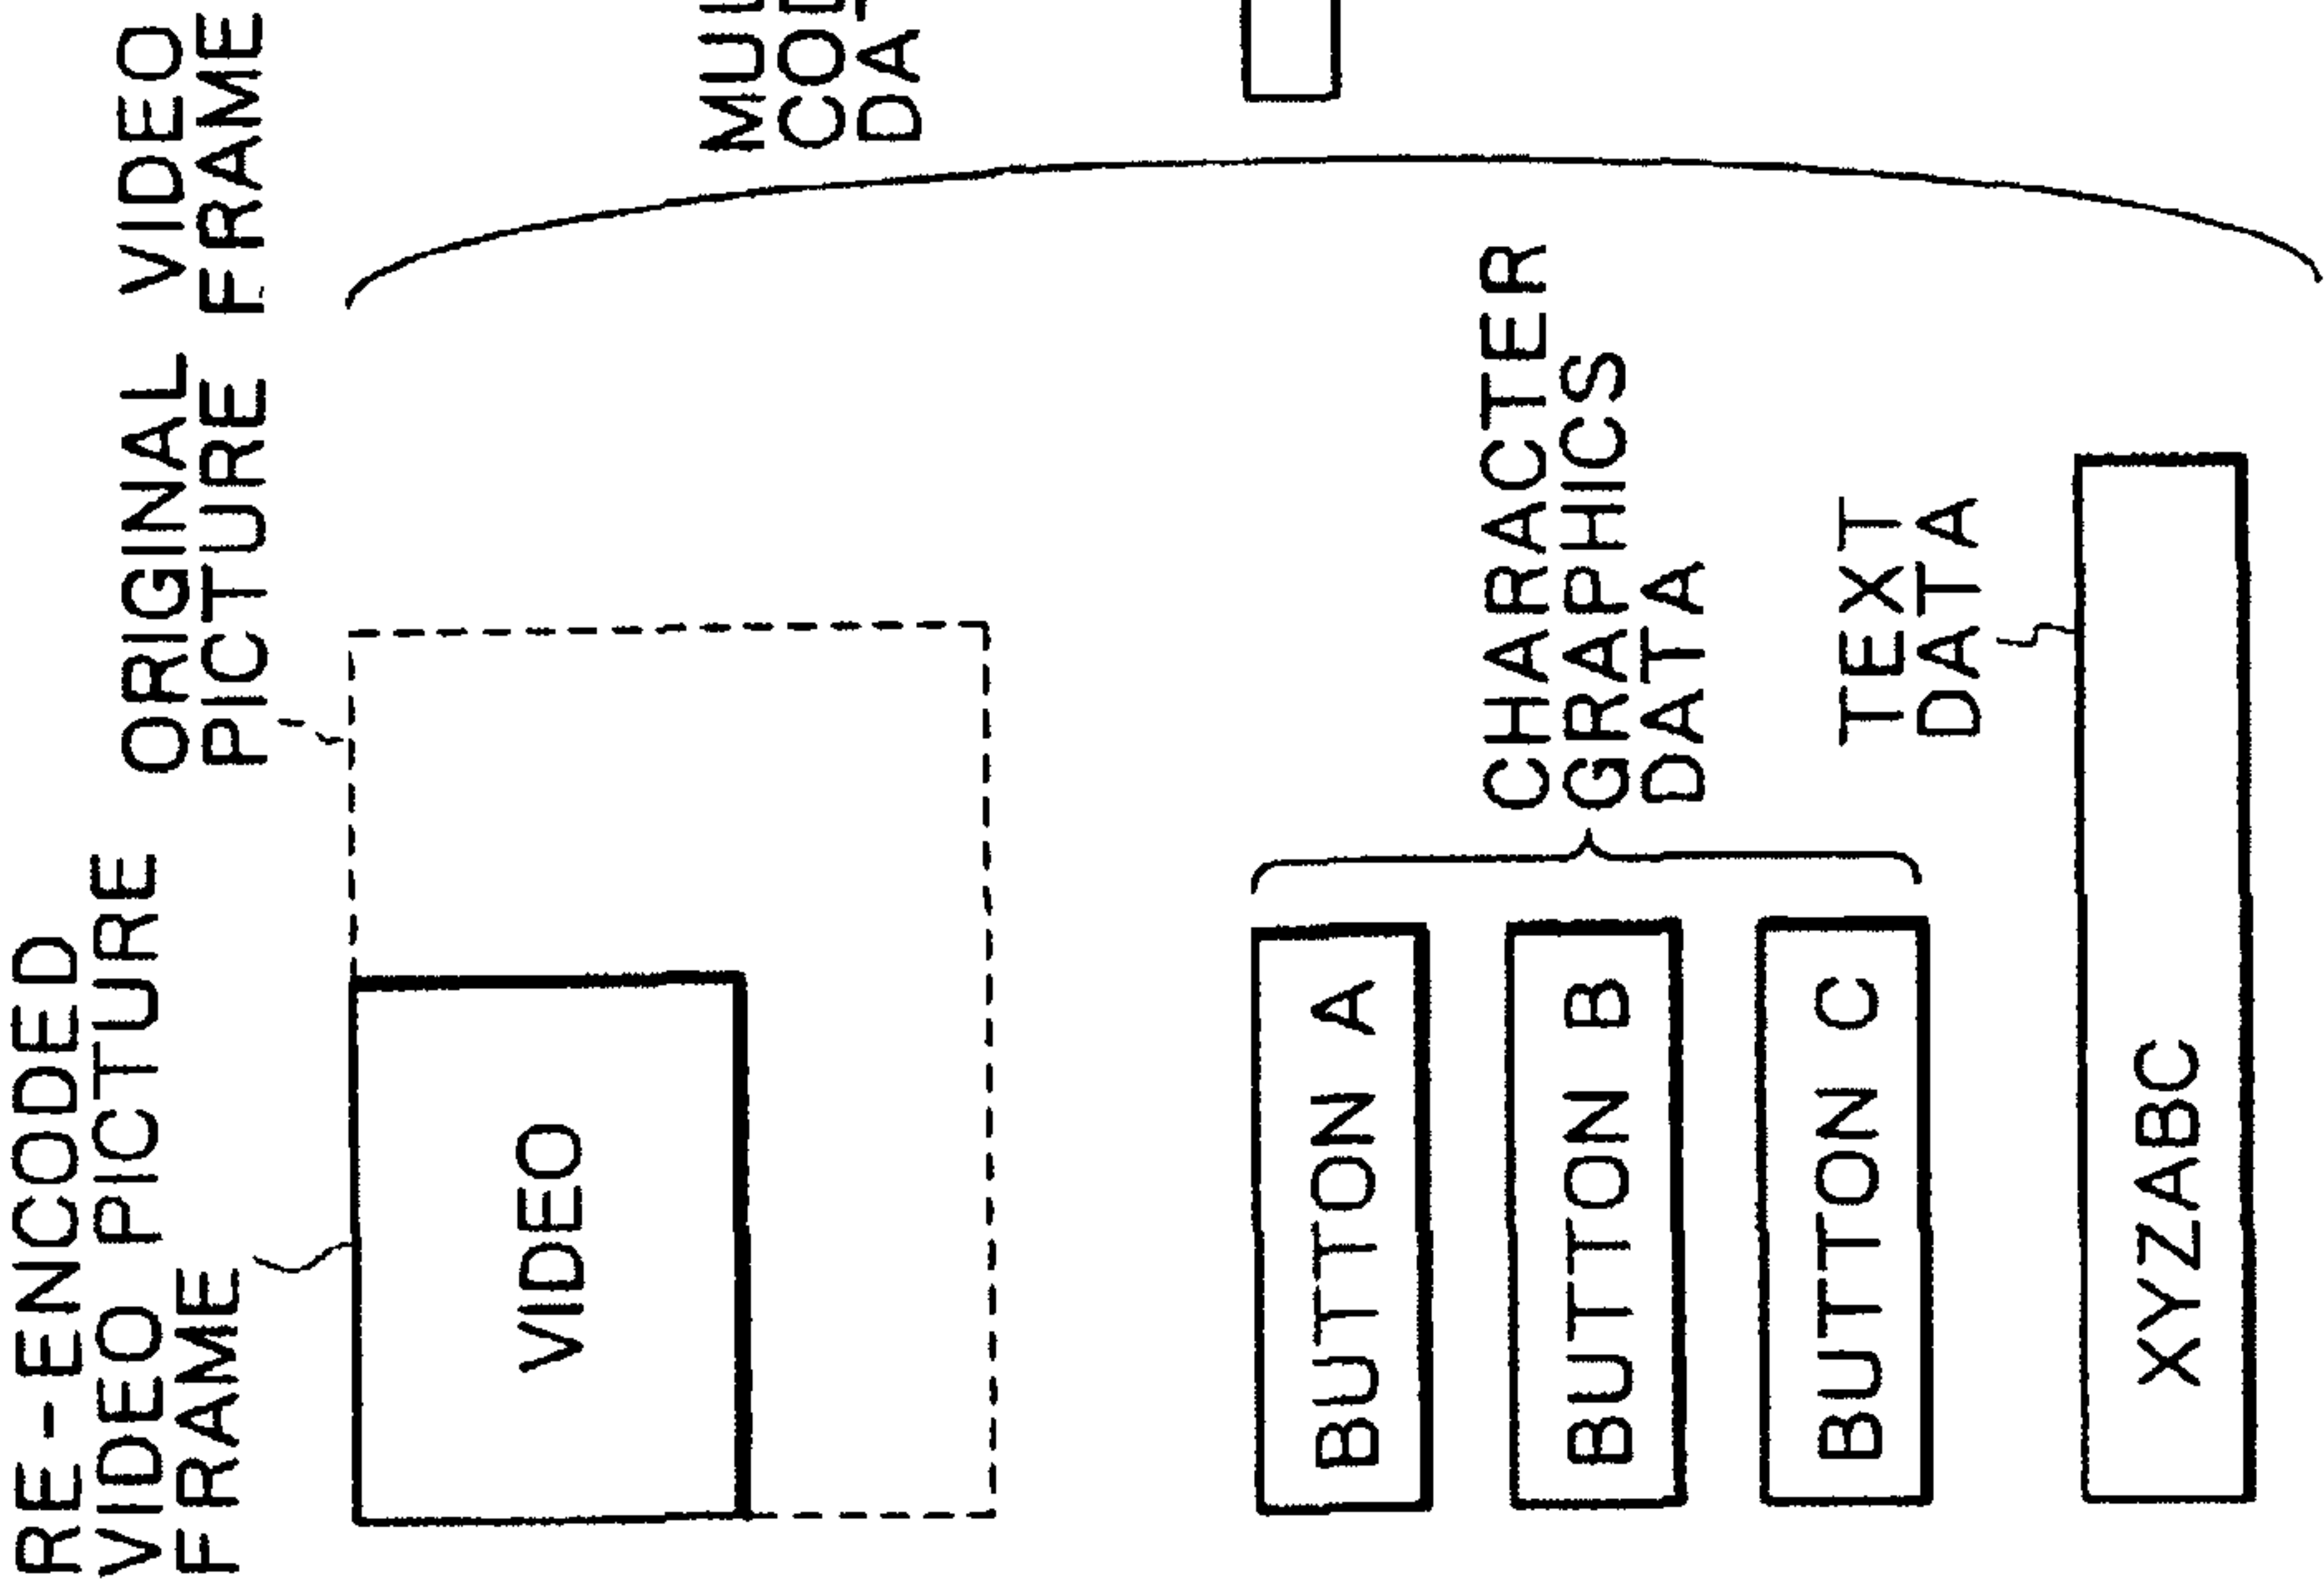 RE-ENCODED
VIDEO PICTURE
FRAME
ORIGINAL VIDEO
PICTURE FRAME
VIDEO
BUTTON A
BUTTON B
BUTTON C
CHARACTER
GRAPHICS
DATA
TEXT
DATA
XYZABC